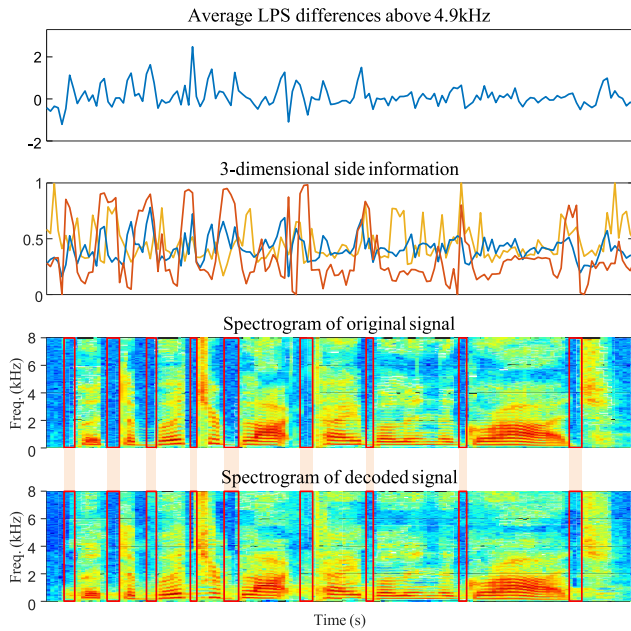 Average LPS differences above 4.9kHz
2
0
-2
3-dimensional side information
1
0.5
0
Spectrogram of original signal
Freq. (kHz)
8
6
4
2
0
Spectrogram of decoded signal
Freq. (kHz)
8
6
4
2
0
Time (s)